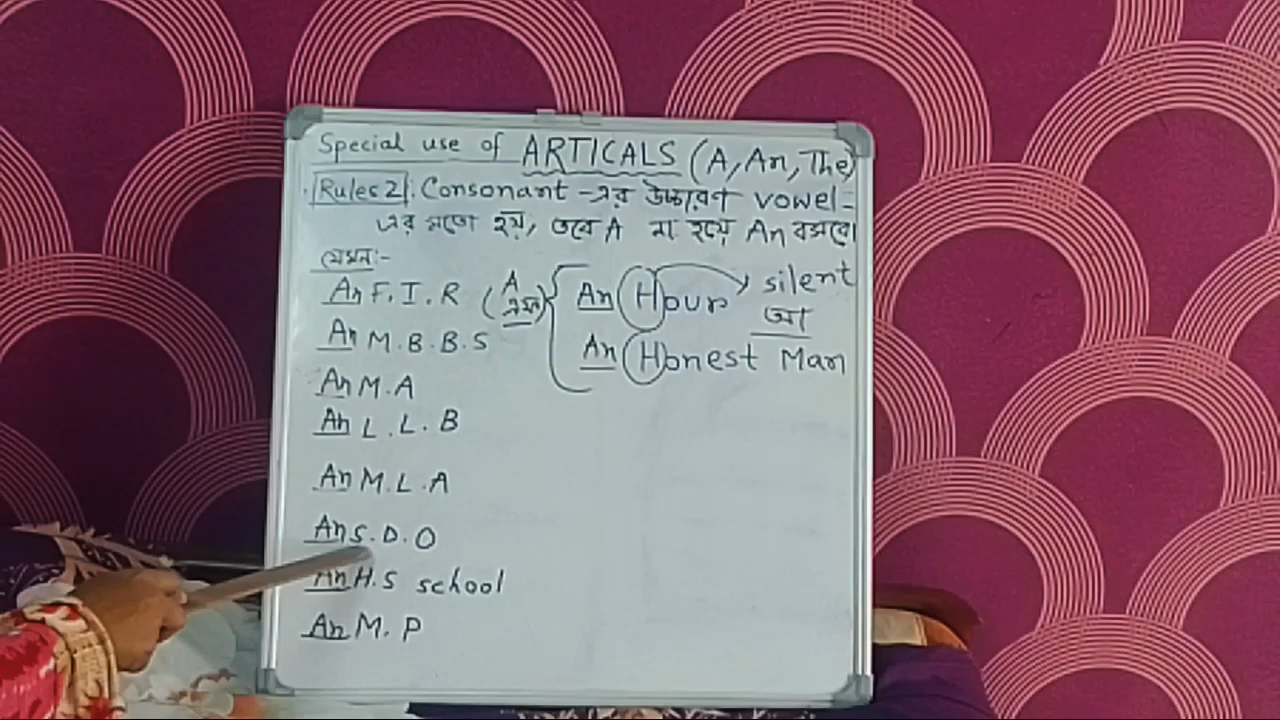 Special use of ARTICALS (A, An, The)
Rules 2: Consonant -এর উচ্চারণ vowel-
এর মতো হয়, তবে A না হয়ে An বসবে।
যেমন:-
An F. I. R (A এফ) An Hour silent
আ
An M. B. B. S An Honest Man
An M. A
An L. L. B
An M. L. A
An S. D. O
An H. S school
An M. P